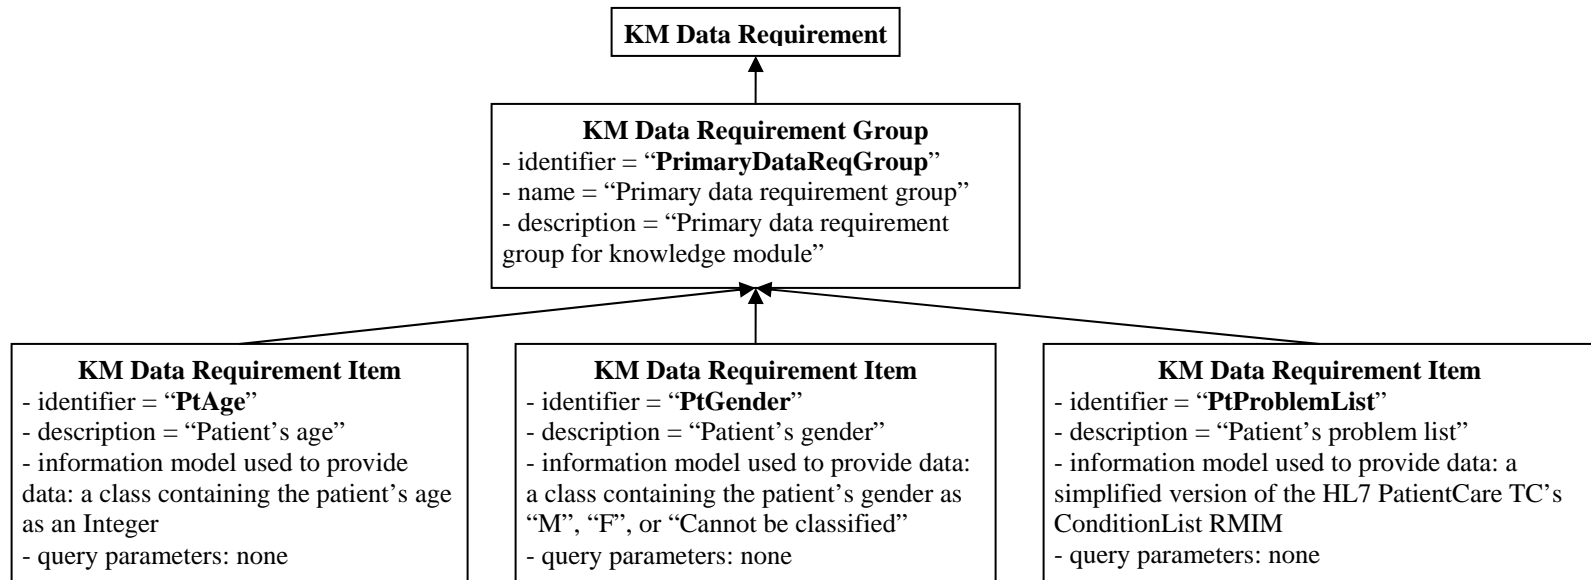 KM Data Requirement
KM Data Requirement Group
- identifier = “PrimaryDataReqGroup”
- name = “Primary data requirement group”
- description = “Primary data requirement
group for knowledge module”
KM Data Requirement Item
- identifier = “PtAge”
- description = “Patient’s age”
- information model used to provide
data: a class containing the patient’s age
as an Integer
- query parameters: none
KM Data Requirement Item
- identifier = “PtGender”
- description = “Patient’s gender”
- information model used to provide data:
a class containing the patient’s gender as
“M”, “F”, or “Cannot be classified”
- query parameters: none
KM Data Requirement Item
- identifier = “PtProblemList”
- description = “Patient’s problem list”
- information model used to provide data: a
simplified version of the HL7 PatientCare TC’s
ConditionList RMIM
- query parameters: none